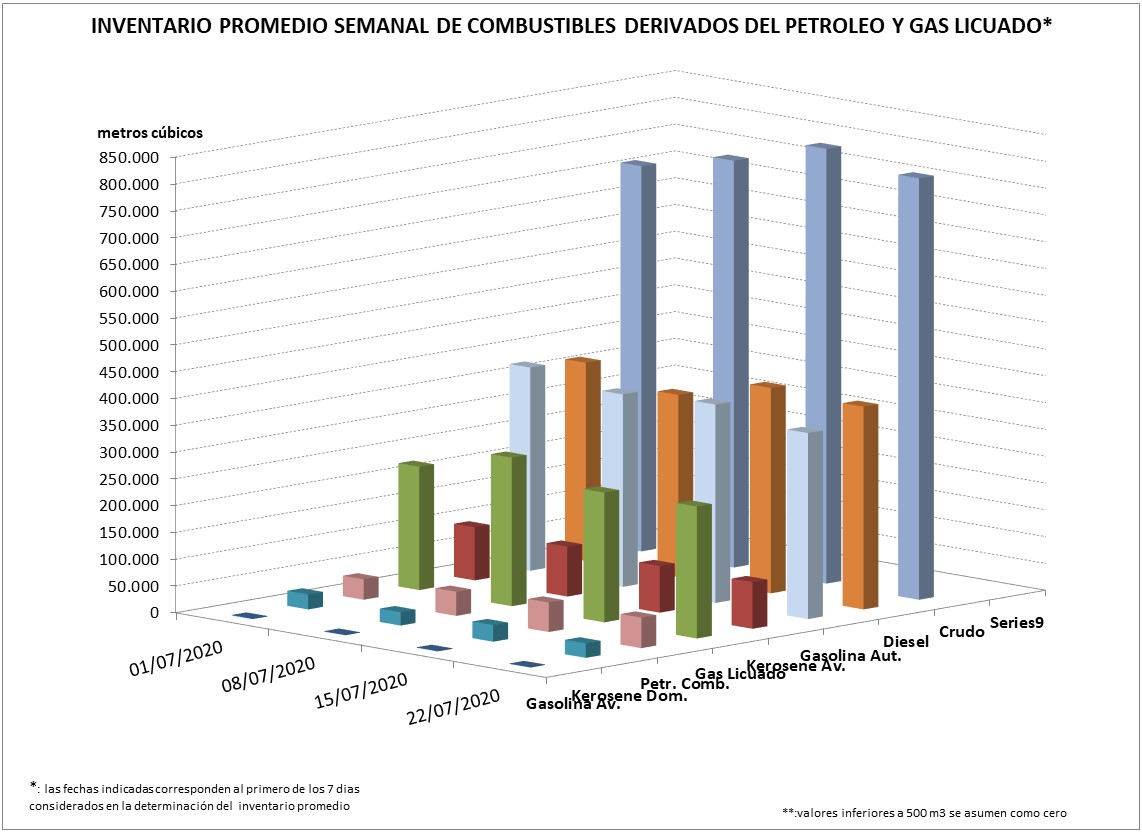 INVENTARIO PROMEDIO SEMANAL DE COMBUSTIBLES DERIVADOS DEL PETROLEO Y GAS LICUADO*
metros cúbicos
850.000
800.000
750.000
700.000
650.000
600.000
550.000
500.000
450.000
400.000
350.000
300.000
250.000
200.000
150.000
100.000
50.000
0
01/07/2020
08/07/2020
15/07/2020
22/07/2020
Gasolina Av.
Kerosene Dom.
Petr. Comb.
Gas Licuado
Kerosene Av.
Gasolina Aut.
Diesel
Crudo
Series9
*: las fechas indicadas corresponden al primero de los 7 dias
considerados en la determinación del inventario promedio
**:valores inferiores a 500 m3 se asumen como cero